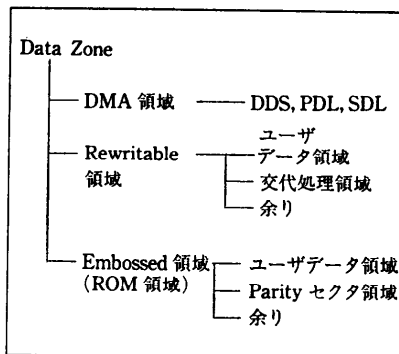 Data Zone
DMA 領域 DDS, PDL, SDL
ユーザ
Rewritable データ領域
領域 交代処理領域
余り
Embossed 領域 ユーザデータ領域
(ROM 領域) Parity セクタ領域
余り